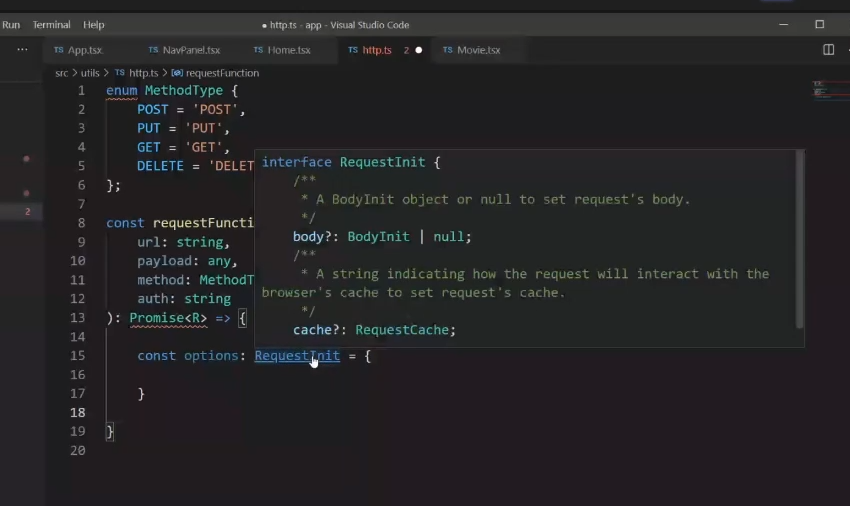 Run Terminal Help ● http.ts - app - Visual Studio Code
... TS App.tsx TS NavPanel.tsx TS Home.tsx TS http.ts 2 ● TS Movie.tsx
src > utils > TS http.ts > requestFunction
1 enum MethodType {
2 POST = 'POST',
3 PUT = 'PUT',
4 GET = 'GET',
5 DELETE = 'DELET
6 };
7
8 const requestFuncti
9 url: string,
10 payload: any,
11 method: MethodT
12 auth: string
13 ): Promise<R> => {
14
15 const options: RequestInit = {
16
17 }
18
19 }
20
interface RequestInit {
/**
* A BodyInit object or null to set request's body.
*/
body?: BodyInit | null;
/**
* A string indicating how the request will interact with the
browser's cache to set request's cache.
*/
cache?: RequestCache;
2